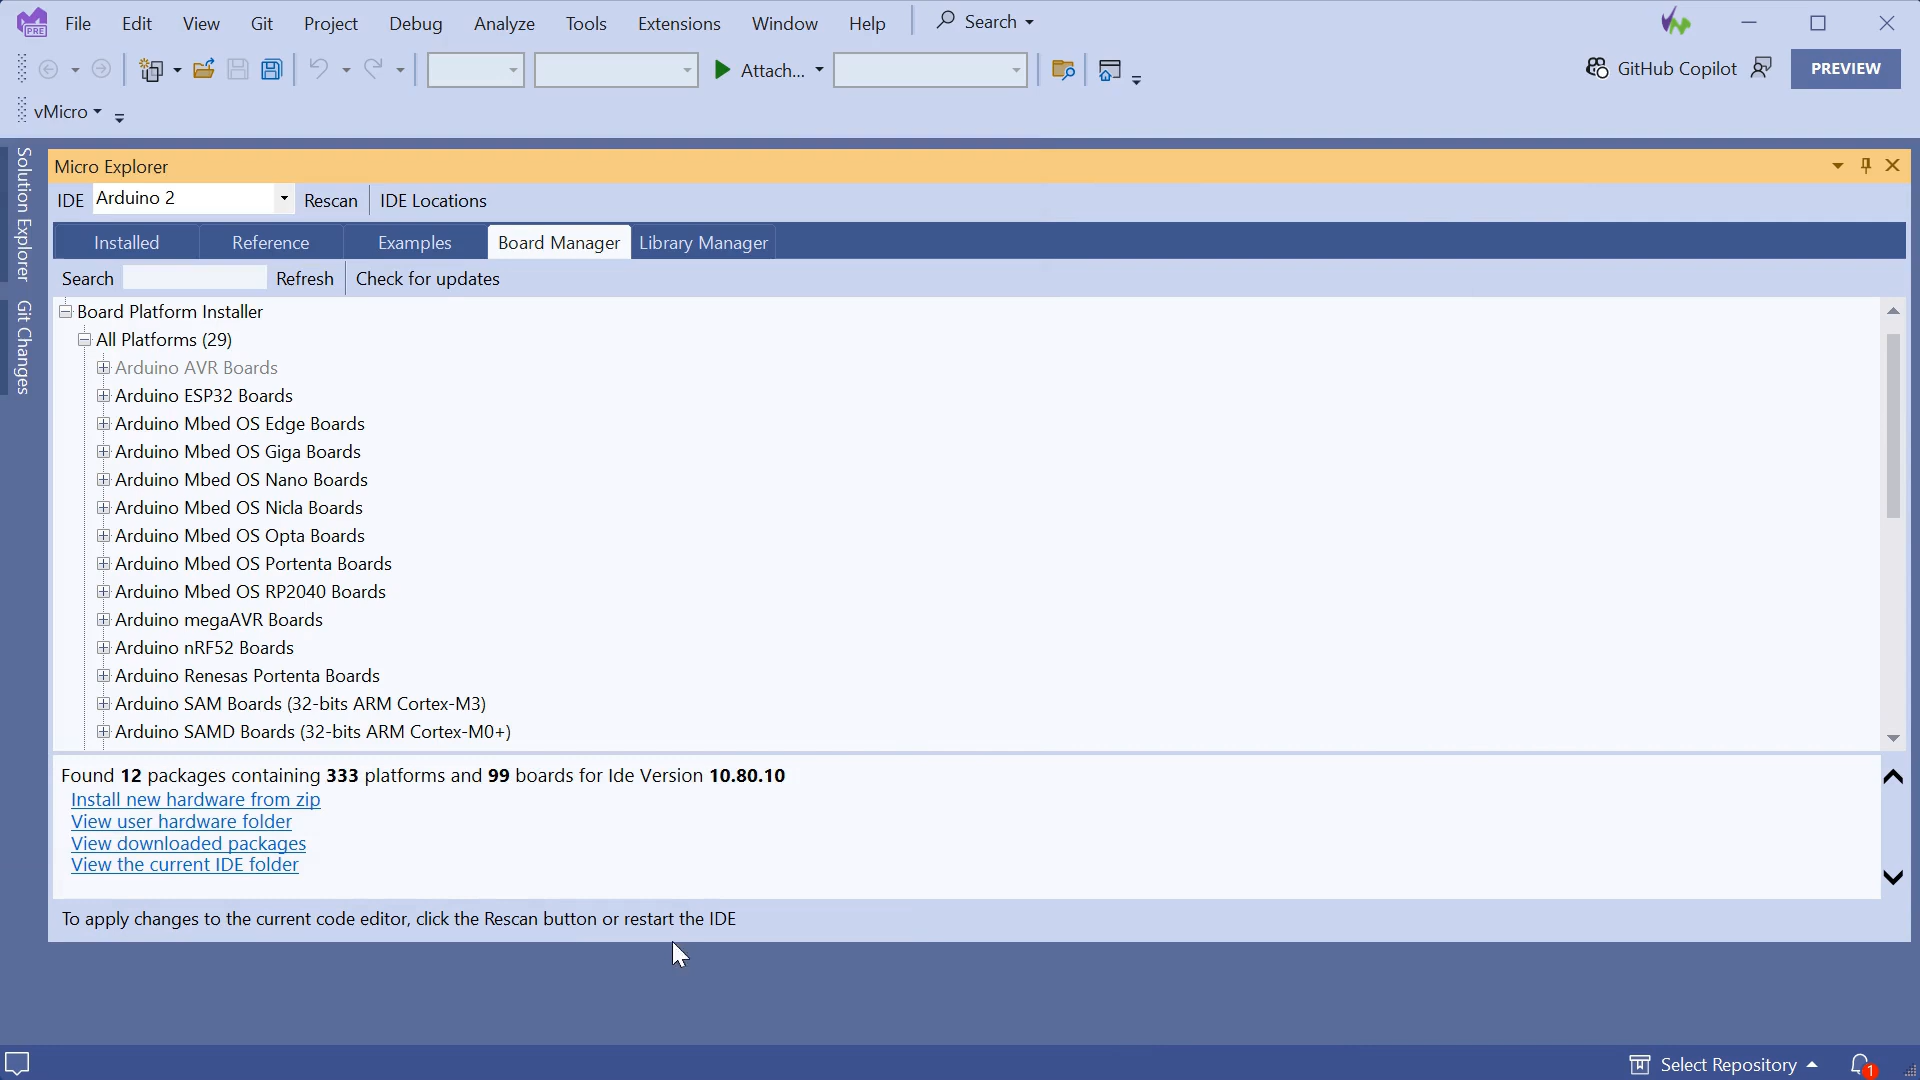 File Edit View Git Project Debug Analyze Tools Extensions Window Help Search
PRE
Attach... GitHub Copilot PREVIEW
vMicro
Solution Explorer
Git Changes
Micro Explorer
IDE Arduino 2 Rescan IDE Locations
Installed Reference Examples Board Manager Library Manager
Search Refresh Check for updates
Board Platform Installer
All Platforms (29)
Arduino AVR Boards
Arduino ESP32 Boards
Arduino Mbed OS Edge Boards
Arduino Mbed OS Giga Boards
Arduino Mbed OS Nano Boards
Arduino Mbed OS Nicla Boards
Arduino Mbed OS Opta Boards
Arduino Mbed OS Portenta Boards
Arduino Mbed OS RP2040 Boards
Arduino megaAVR Boards
Arduino nRF52 Boards
Arduino Renesas Portenta Boards
Arduino SAM Boards (32-bits ARM Cortex-M3)
Arduino SAMD Boards (32-bits ARM Cortex-M0+)
Found 12 packages containing 333 platforms and 99 boards for Ide Version 10.80.10
Install new hardware from zip
View user hardware folder
View downloaded packages
View the current IDE folder
To apply changes to the current code editor, click the Rescan button or restart the IDE
Select Repository 1